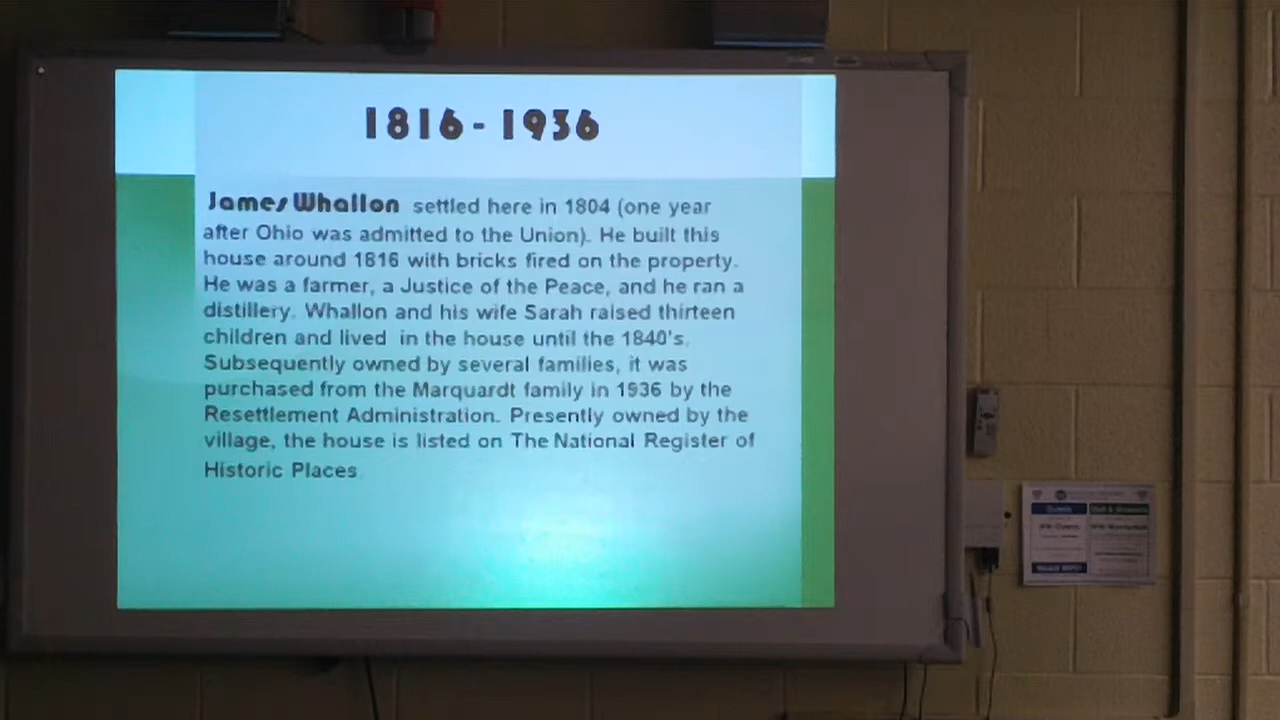 1816 - 1936
James Whallon settled here in 1804 (one year
after Ohio was admitted to the Union). He built this
house around 1816 with bricks fired on the property.
He was a farmer, a Justice of the Peace, and he ran a
distillery. Whallon and his wife Sarah raised thirteen
children and lived in the house until the 1840's.
Subsequently owned by several families, it was
purchased from the Marquardt family in 1936 by the
Resettlement Administration. Presently owned by the
village, the house is listed on The National Register of
Historic Places.
Guests